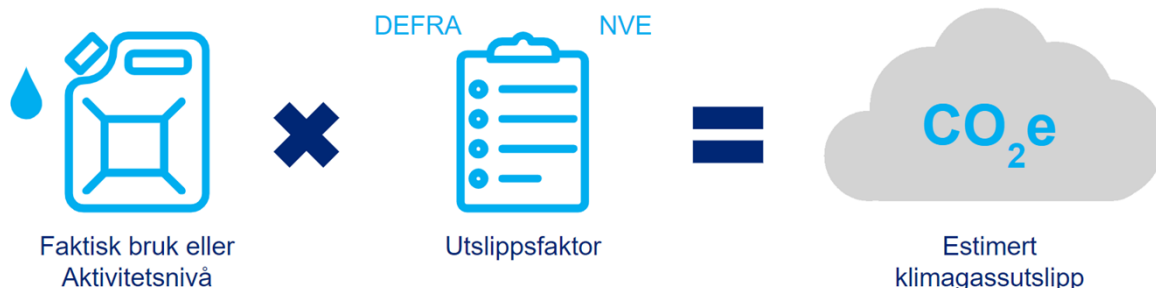 DEFRA NVE
CO₂e
Faktisk bruk eller
Aktivitetsnivå
Utslippsfaktor
Estimert
klimagassutslipp